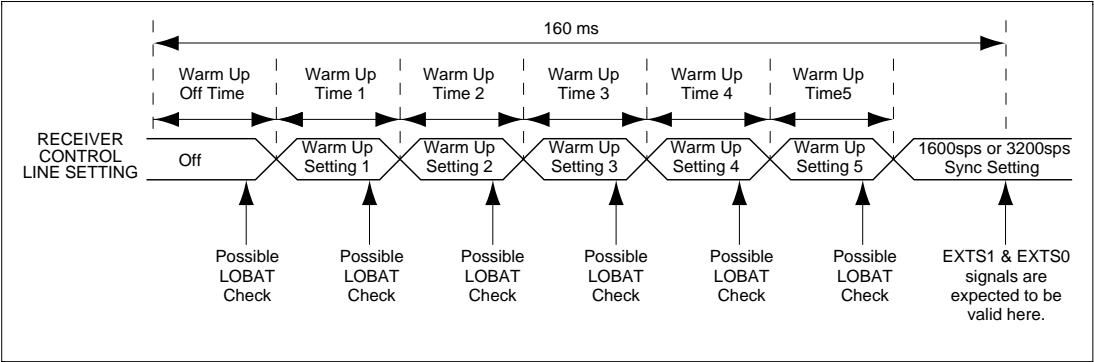 160 ms
Warm Up
Off Time
Warm Up
Time 1
Warm Up
Time 2
Warm Up
Time 3
Warm Up
Time 4
Warm Up
Time5
RECEIVER
CONTROL
LINE SETTING
Off
Warm Up
Setting 1
Warm Up
Setting 2
Warm Up
Setting 3
Warm Up
Setting 4
Warm Up
Setting 5
1600sps or 3200sps
Sync Setting
Possible
LOBAT
Check
Possible
LOBAT
Check
Possible
LOBAT
Check
Possible
LOBAT
Check
Possible
LOBAT
Check
Possible
LOBAT
Check
EXTS1 & EXTS0
signals are
expected to be
valid here.